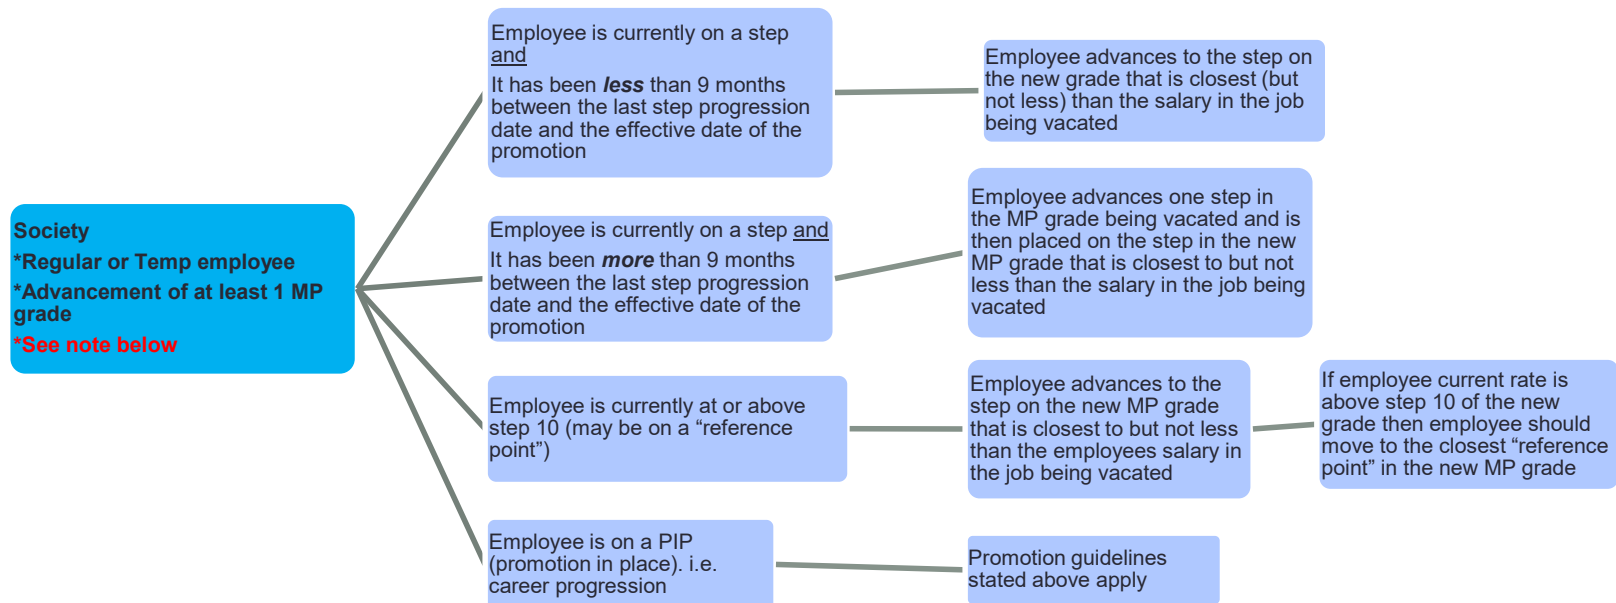 Society
*Regular or Temp employee
*Advancement of at least 1 MP
grade
*See note below
Employee is currently on a step
and
It has been less than 9 months
between the last step progression
date and the effective date of the
promotion
Employee advances to the step on
the new grade that is closest (but
not less) than the salary in the job
being vacated
Employee is currently on a step and
It has been more than 9 months
between the last step progression
date and the effective date of the
promotion
Employee advances one step in
the MP grade being vacated and is
then placed on the step in the new
MP grade that is closest to but not
less than the salary in the job being
vacated
Employee is currently at or above
step 10 (may be on a “reference
point”)
Employee advances to the
step on the new MP grade
that is closest to but not less
than the employees salary in
the job being vacated
If employee current rate is
above step 10 of the new
grade then employee should
move to the closest “reference
point” in the new MP grade
Employee is on a PIP
(promotion in place). i.e.
career progression
Promotion guidelines
stated above apply